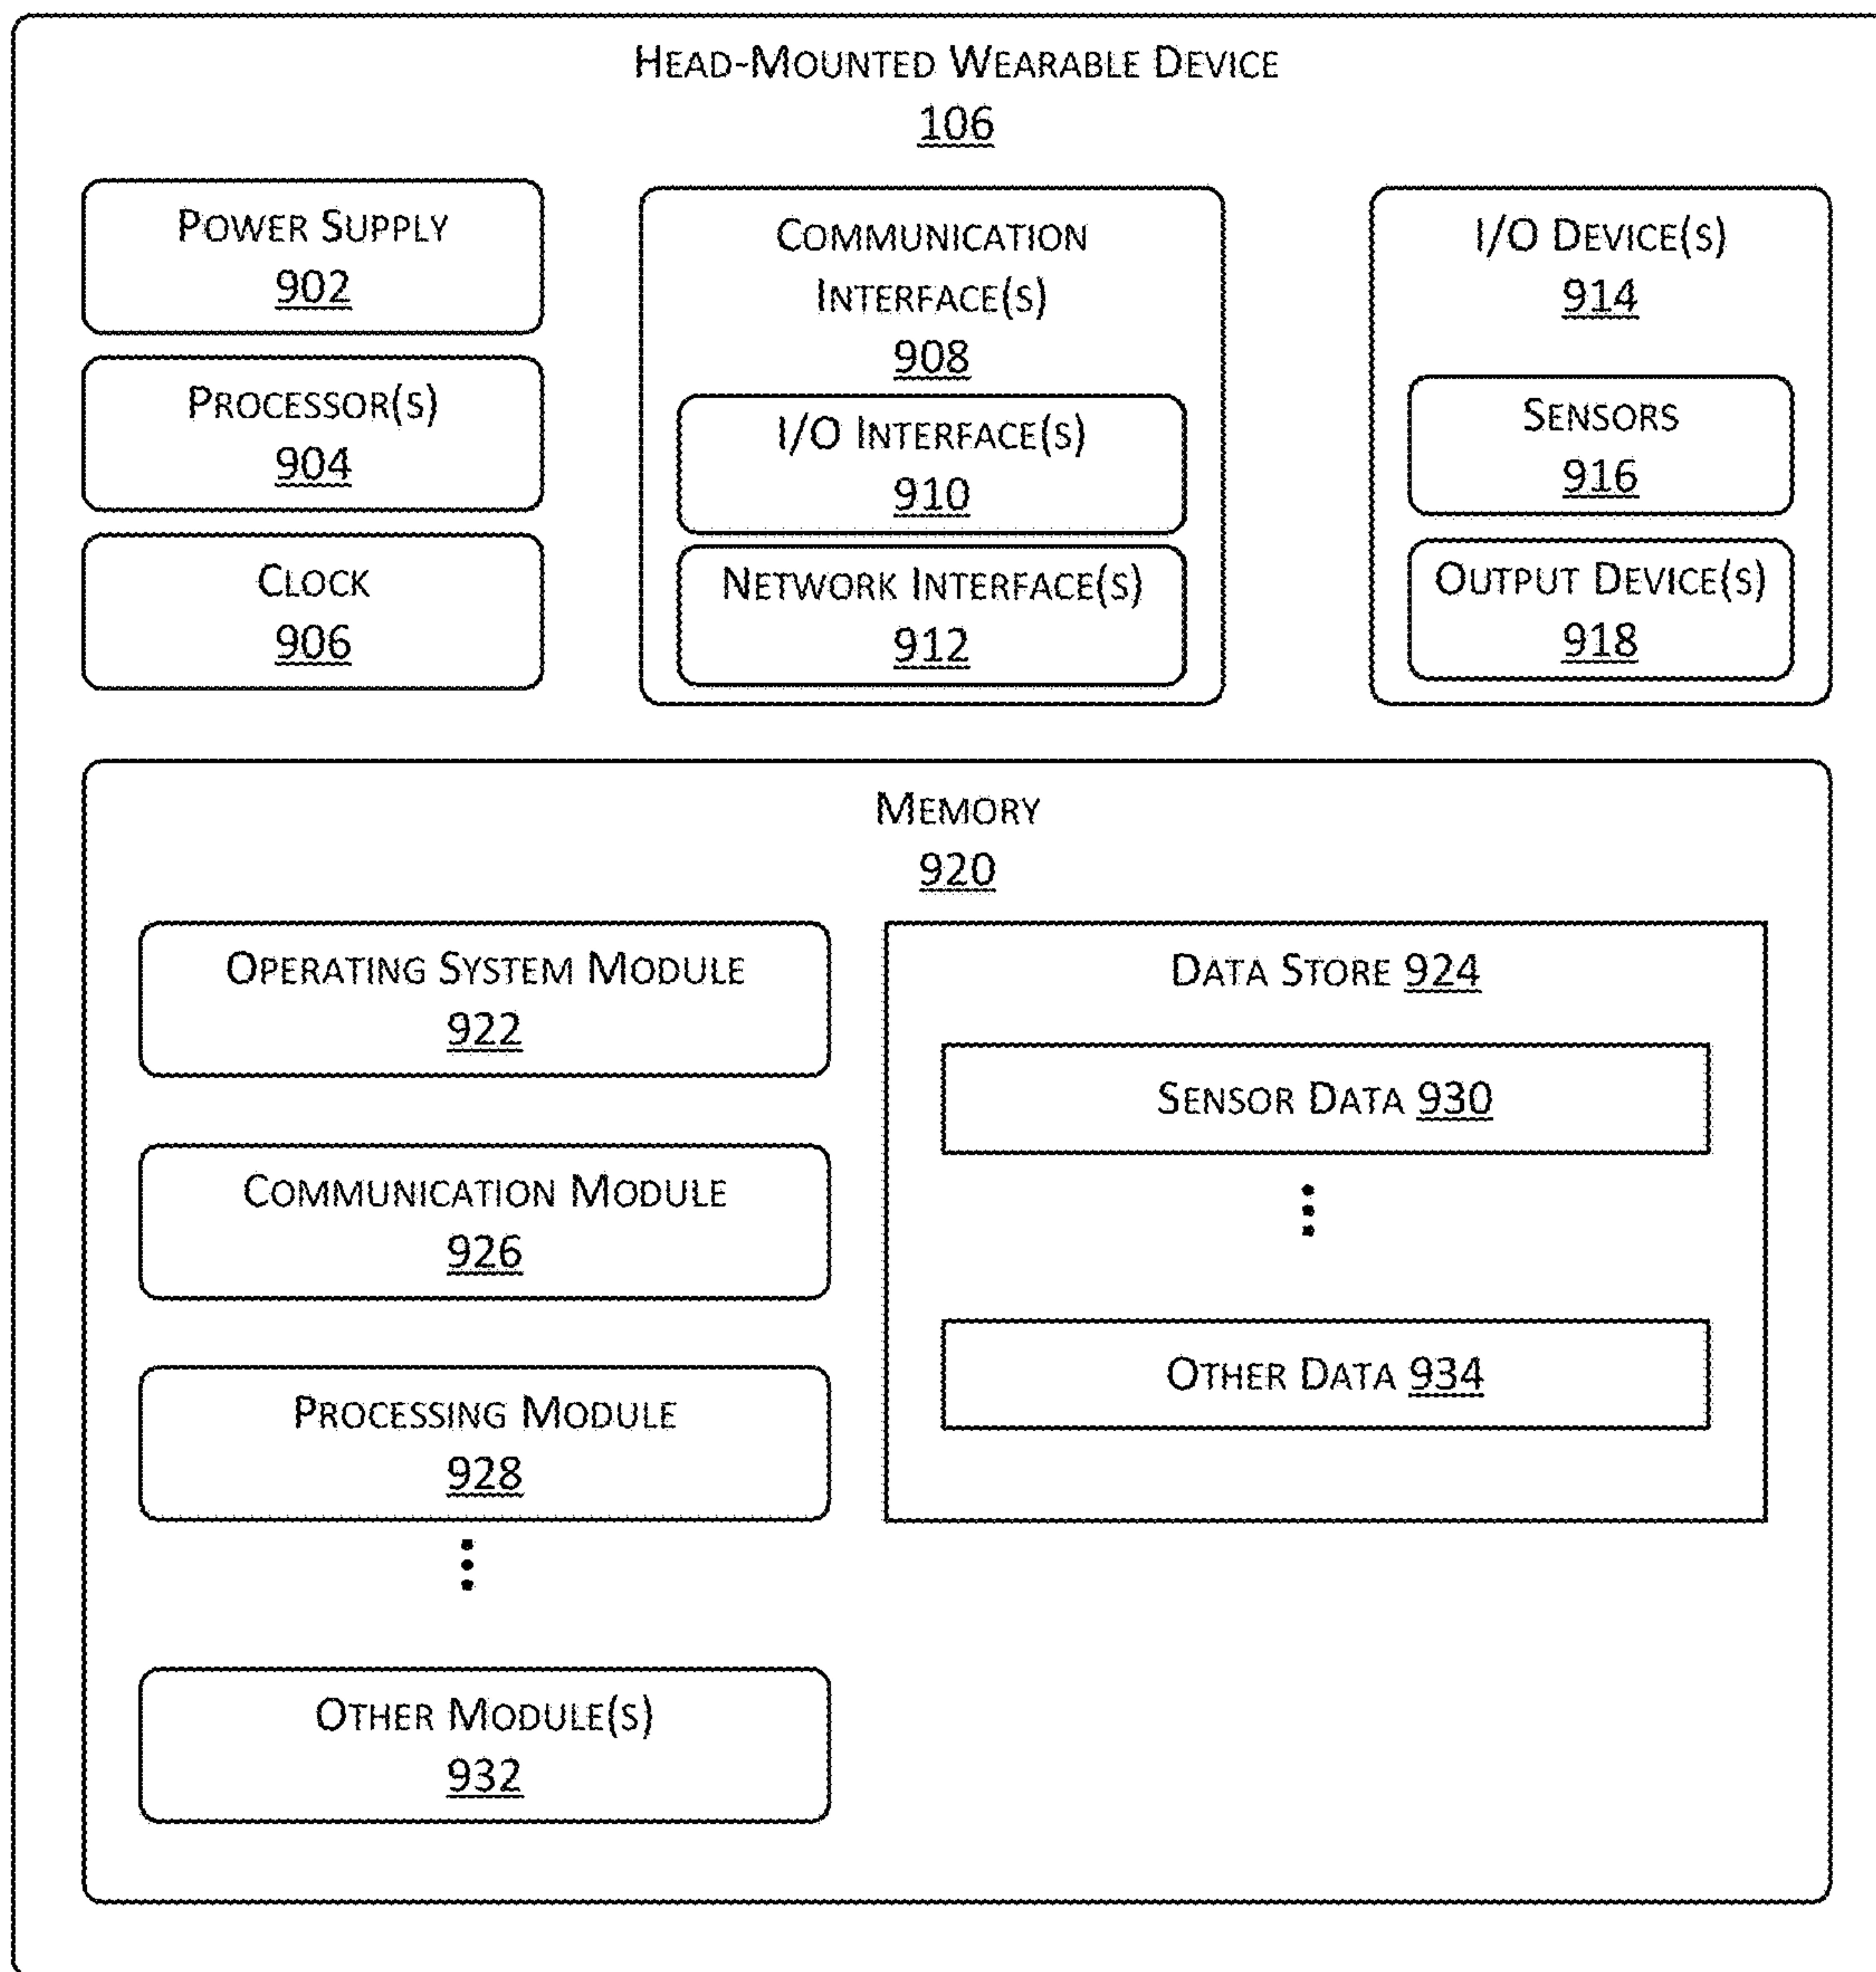 HEAD-MOUNTED WEARABLE DEVICE
106
POWER SUPPLY
902
PROCESSOR(S)
904
CLOCK
906
COMMUNICATION
INTERFACE(S)
908
I/O INTERFACE(S)
910
NETWORK INTERFACE(S)
912
I/O DEVICE(S)
914
SENSORS
916
OUTPUT DEVICE(S)
918
MEMORY
920
OPERATING SYSTEM MODULE
922
COMMUNICATION MODULE
926
PROCESSING MODULE
928
OTHER MODULE(S)
932
DATA STORE 924
SENSOR DATA 930
OTHER DATA 934